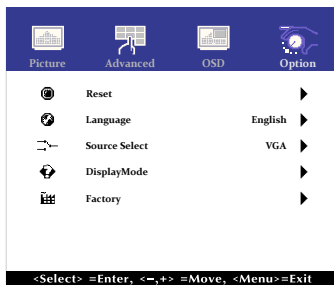 Picture Advanced OSD Option
Reset
Language English
Source Select VGA
DisplayMode
Factory
<Select> =Enter, <−,+> =Move, <Menu>=Exit